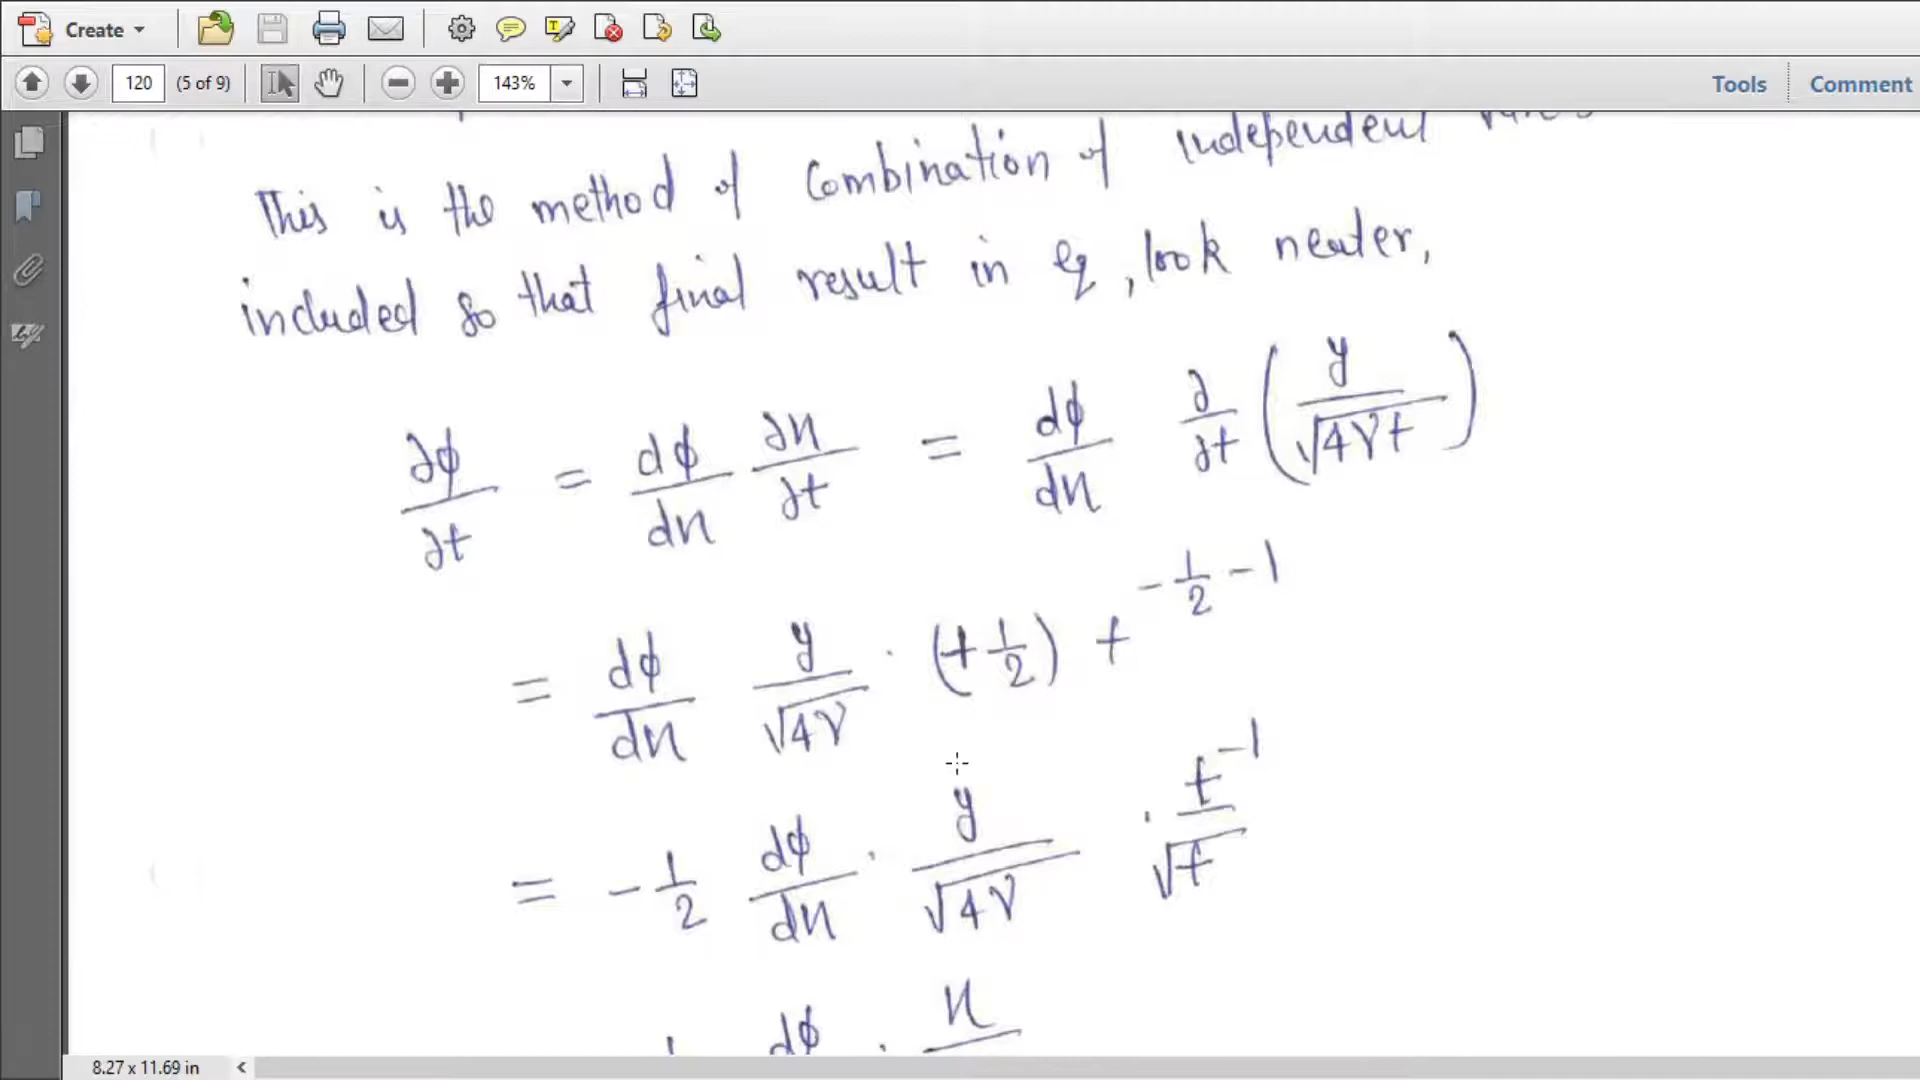 Create
120 (5 of 9) 143% Tools Comment
This is the method of Combination of independent
included so that final result in eq, look neater,
∂φ/∂t = dφ/dη ∂η/∂t = dφ/dη ∂/∂t (y/√4νt)
= dφ/dη y/√4ν · (+1/2) t^(-1/2 -1)
= -1/2 dφ/dη · y/√4ν · t^-1/√t
dφ · η
8.27 x 11.69 in